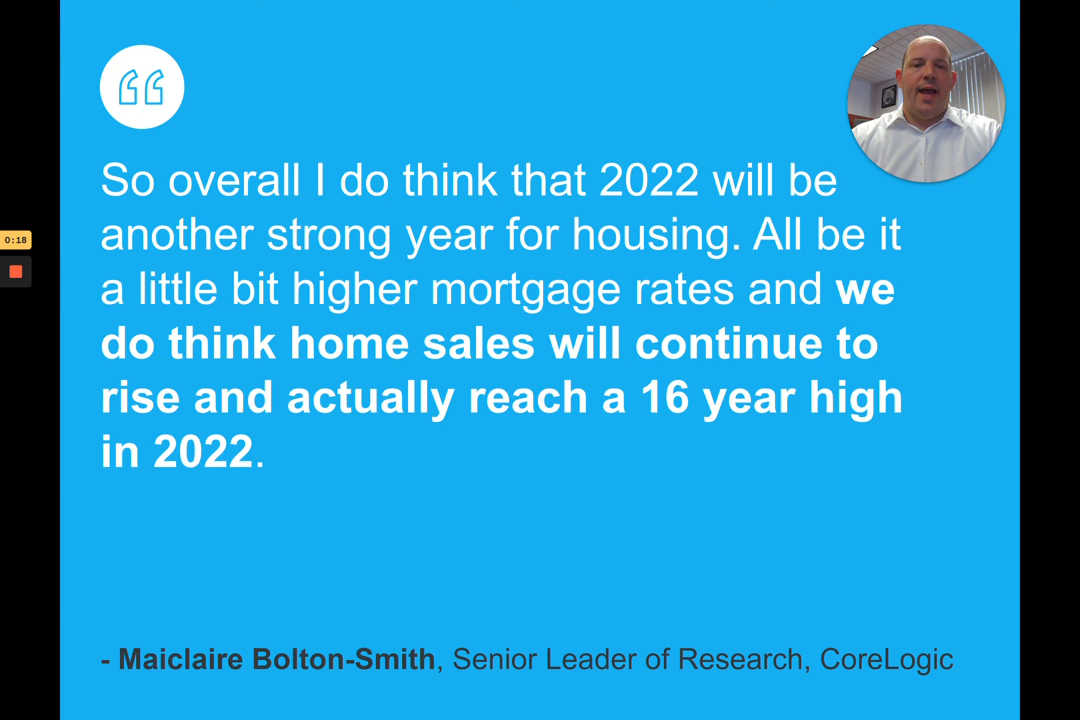 So overall I do think that 2022 will be
another strong year for housing. All be it
a little bit higher mortgage rates and we
do think home sales will continue to
rise and actually reach a 16 year high
in 2022.
0:18
- Maiclaire Bolton-Smith, Senior Leader of Research, CoreLogic